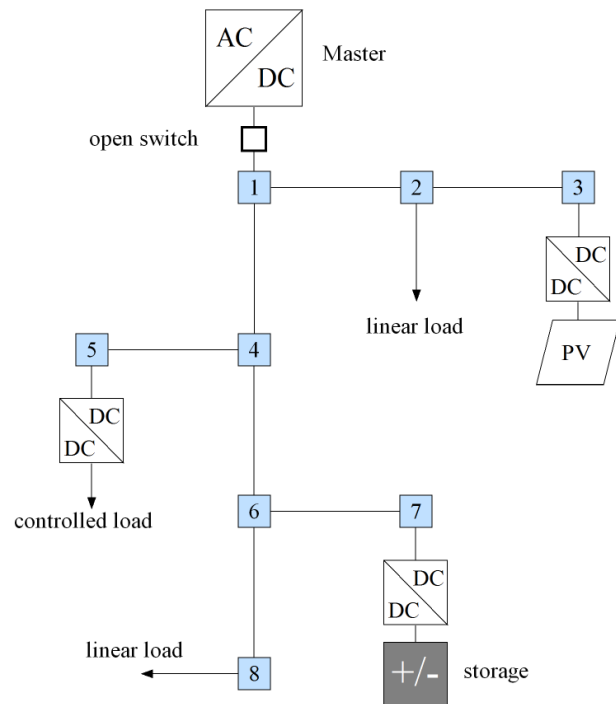 AC
DC
Master
open switch
1
2
3
DC
DC
linear load
PV
5
4
DC
DC
controlled load
6
7
DC
DC
linear load
8
+/-
storage